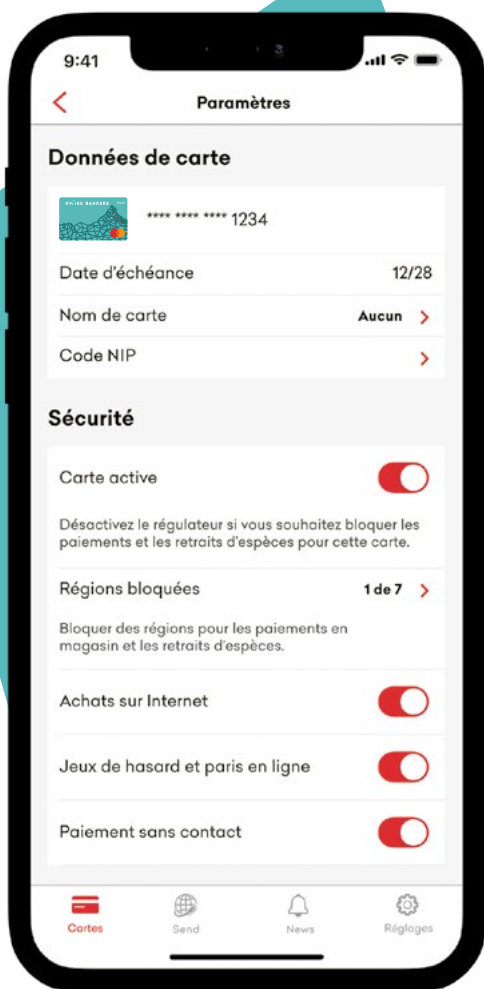 9:41
Paramètres
Données de carte
SWISS BANKERS
**** **** **** 1234
Date d'échéance 12/28
Nom de carte Aucun
Code NIP
Sécurité
Carte active
Désactivez le régulateur si vous souhaitez bloquer les
paiements et les retraits d'espèces pour cette carte.
Régions bloquées 1 de 7
Bloquer des régions pour les paiements en
magasin et les retraits d'espèces.
Achats sur Internet
Jeux de hasard et paris en ligne
Paiement sans contact
Cartes Send News Réglages